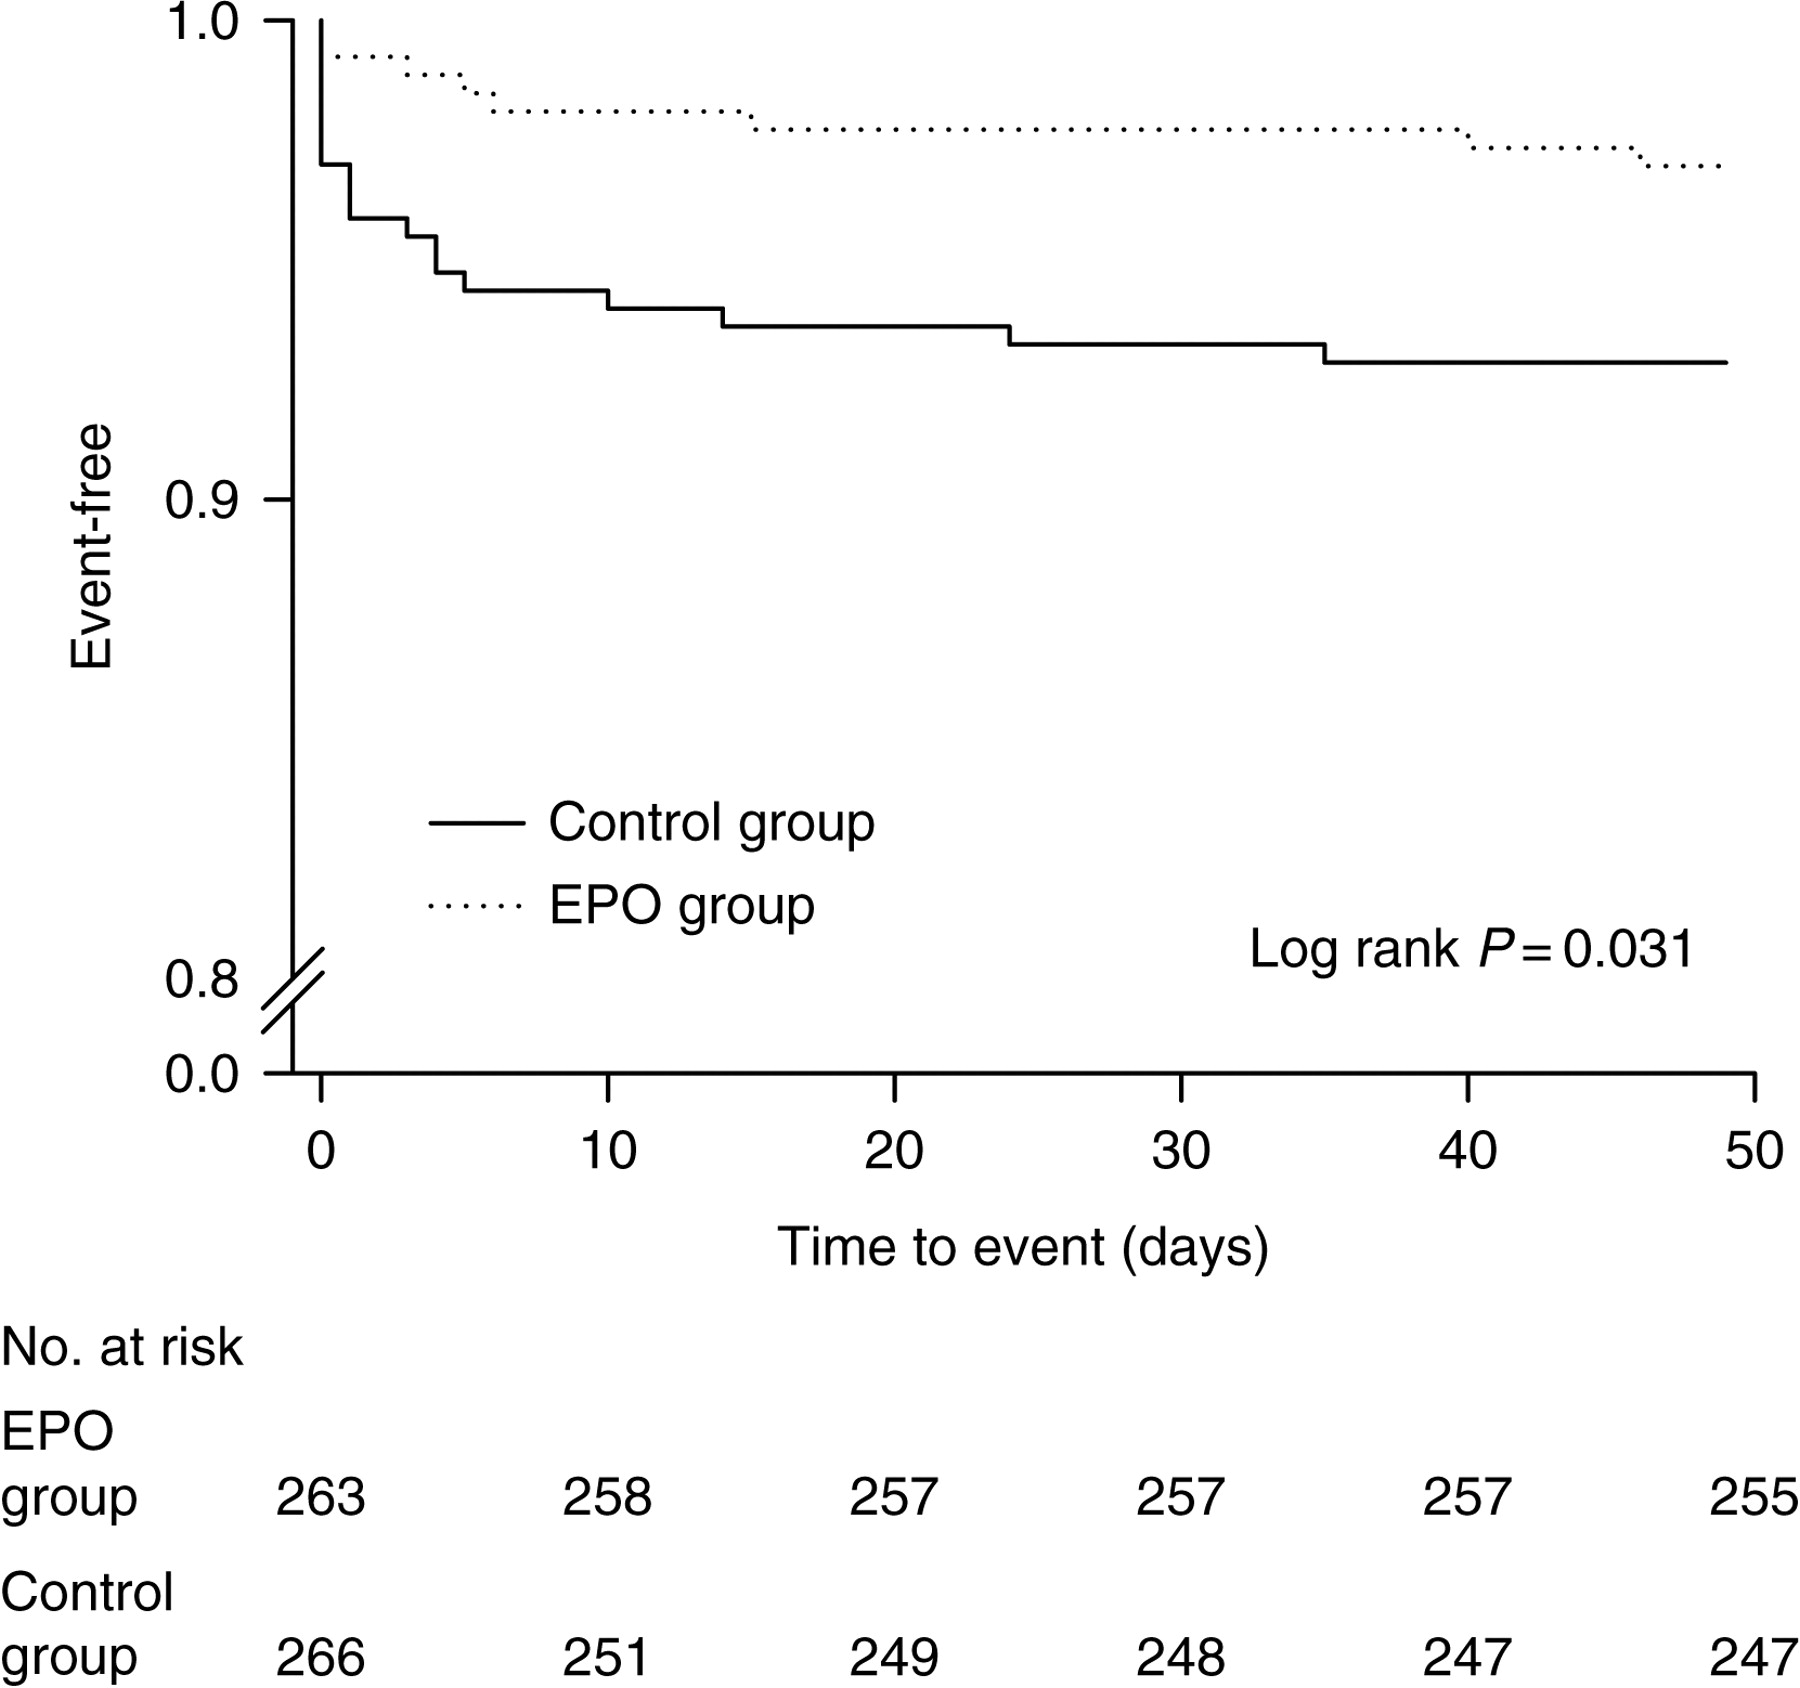 1.0
0.9
0.8
0.0
Event-free
Control group
EPO group
Log rank P = 0.031
0 10 20 30 40 50
Time to event (days)
No. at risk
EPO
group 263 258 257 257 257 255
Control
group 266 251 249 248 247 247